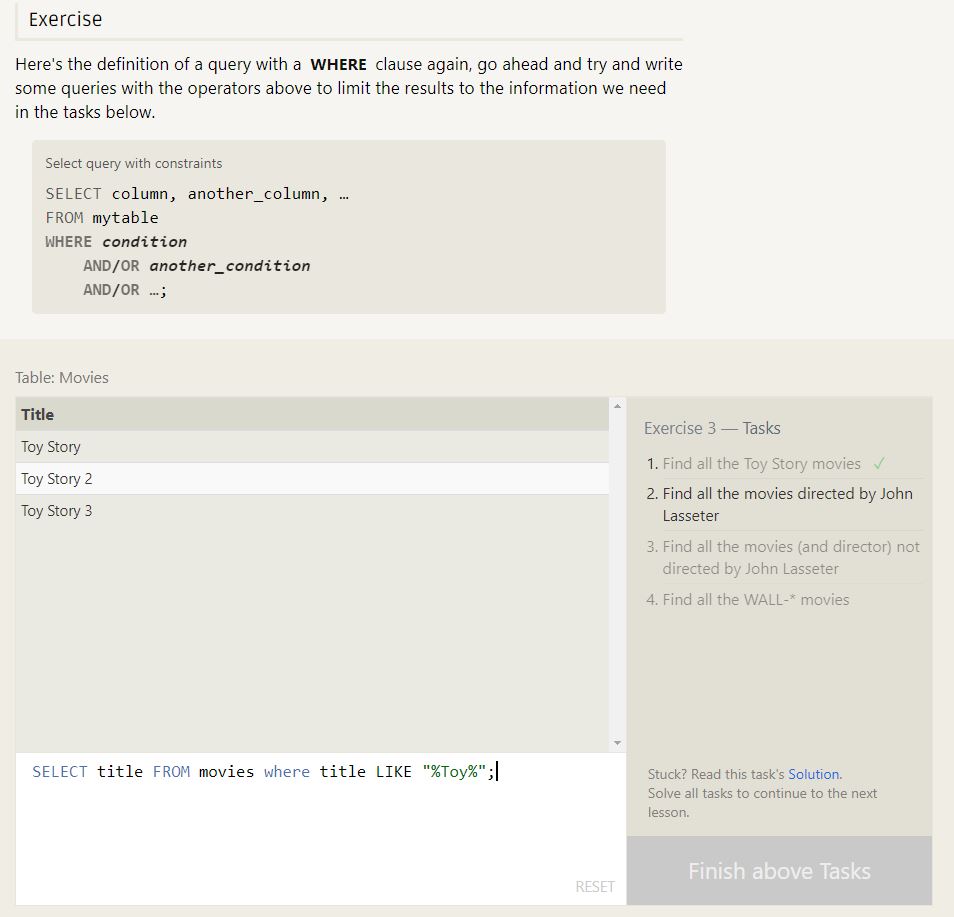 Exercise
Here's the definition of a query with a WHERE clause again, go ahead and try and write
some queries with the operators above to limit the results to the information we need
in the tasks below.
Select query with constraints
SELECT column, another_column, …
FROM mytable
WHERE condition
AND/OR another_condition
AND/OR …;
Table: Movies
Title
Toy Story
Toy Story 2
Toy Story 3
SELECT title FROM movies where title LIKE "%Toy%";
RESET
Exercise 3 — Tasks
1. Find all the Toy Story movies ✓
2. Find all the movies directed by John
Lasseter
3. Find all the movies (and director) not
directed by John Lasseter
4. Find all the WALL-* movies
Stuck? Read this task's Solution.
Solve all tasks to continue to the next
lesson.
Finish above Tasks